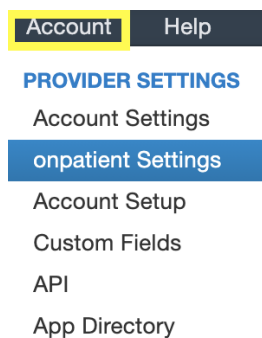 Account Help
PROVIDER SETTINGS
Account Settings
onpatient Settings
Account Setup
Custom Fields
API
App Directory